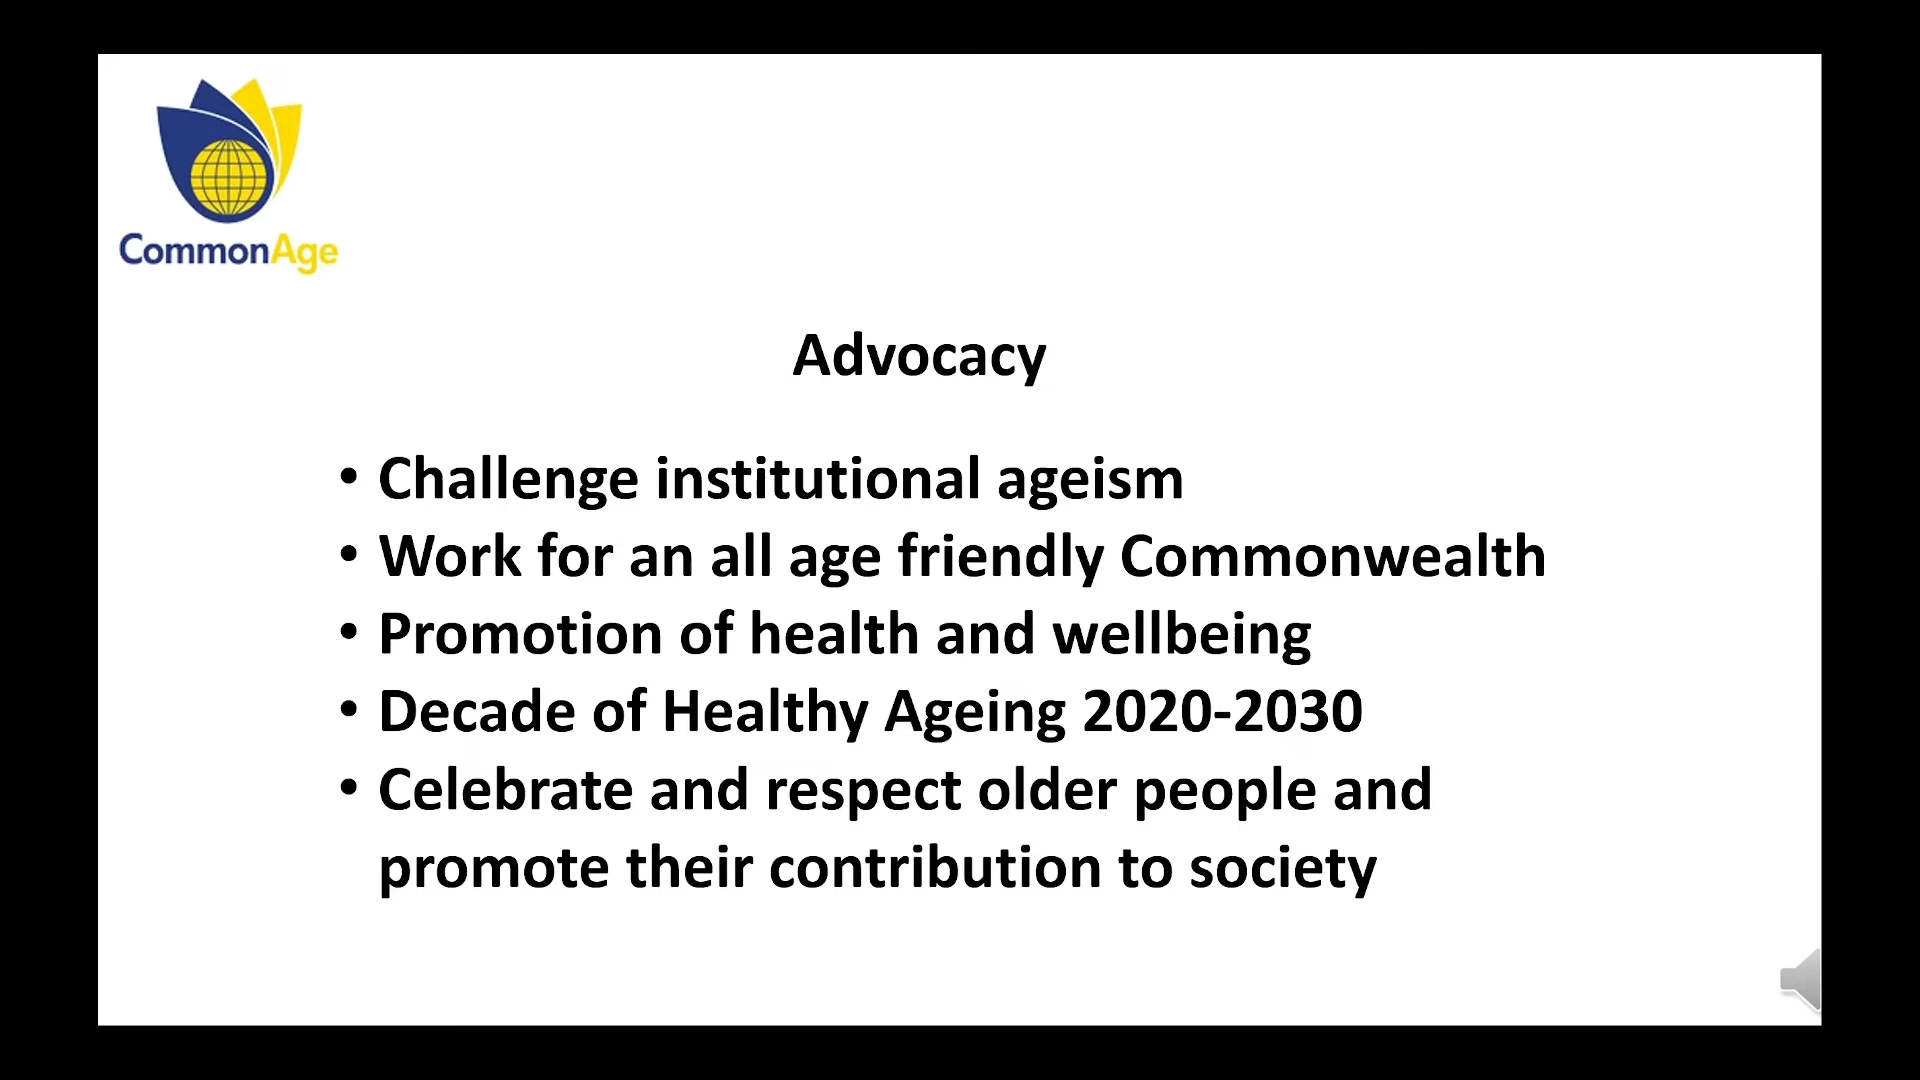 CommonAge
Advocacy
• Challenge institutional ageism
• Work for an all age friendly Commonwealth
• Promotion of health and wellbeing
• Decade of Healthy Ageing 2020-2030
• Celebrate and respect older people and
promote their contribution to society